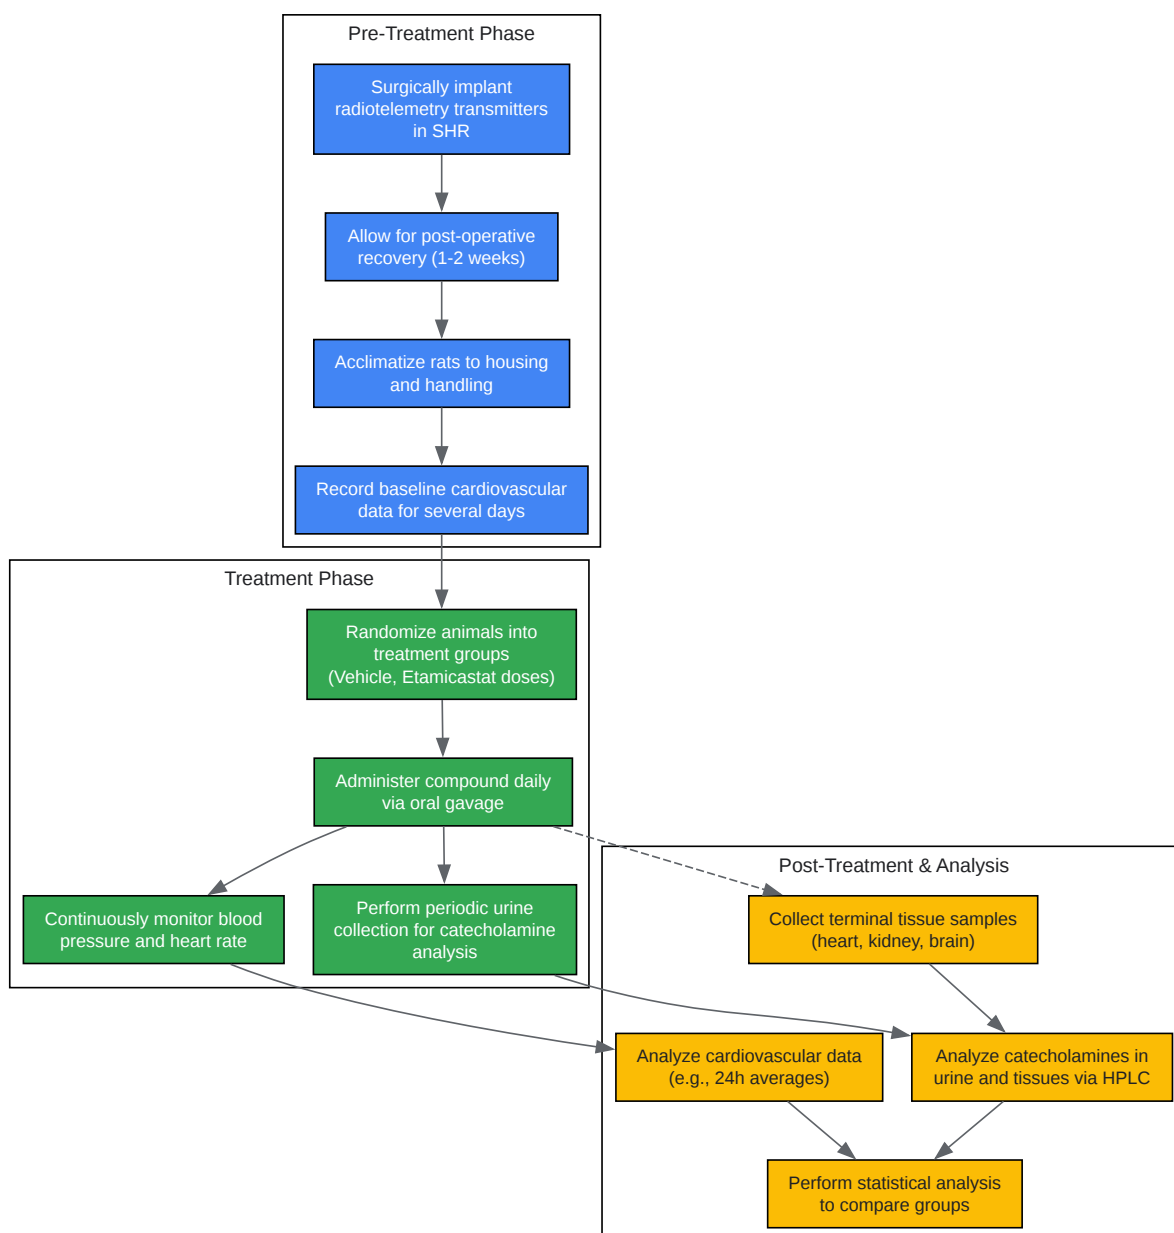 Pre-Treatment Phase
Surgically implant
radiotelemetry transmitters
in SHR
Allow for post-operative
recovery (1-2 weeks)
Acclimatize rats to housing
and handling
Record baseline cardiovascular
data for several days
Treatment Phase
Randomize animals into
treatment groups
(Vehicle, Etamicastat doses)
Administer compound daily
via oral gavage
Continuously monitor blood
pressure and heart rate
Perform periodic urine
collection for catecholamine
analysis
Post-Treatment & Analysis
Collect terminal tissue samples
(heart, kidney, brain)
Analyze cardiovascular data
(e.g., 24h averages)
Analyze catecholamines in
urine and tissues via HPLC
Perform statistical analysis
to compare groups